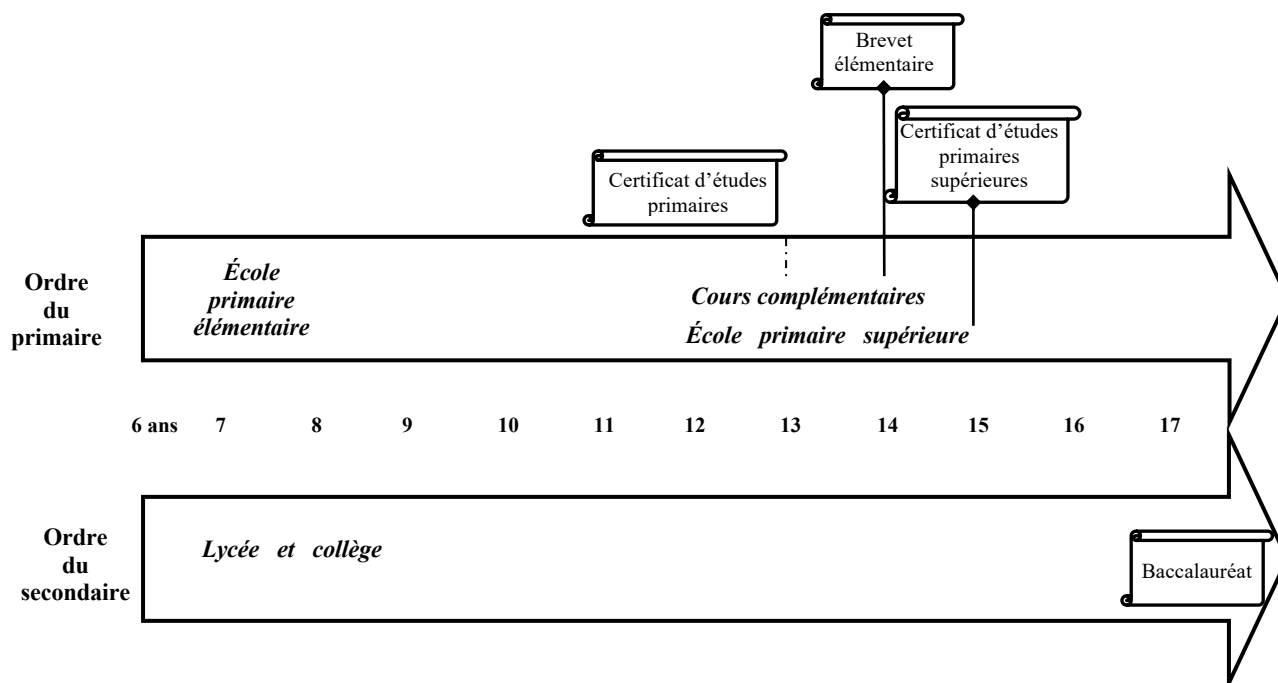 Brevet
élémentaire
Certificat d'études
primaires
supérieures
Certificat d'études
primaires
Ordre
du
primaire
École
primaire
élémentaire
Cours complémentaires
École primaire supérieure
6 ans 7 8 9 10 11 12 13 14 15 16 17
Ordre
du
secondaire
Lycée et collège
Baccalauréat